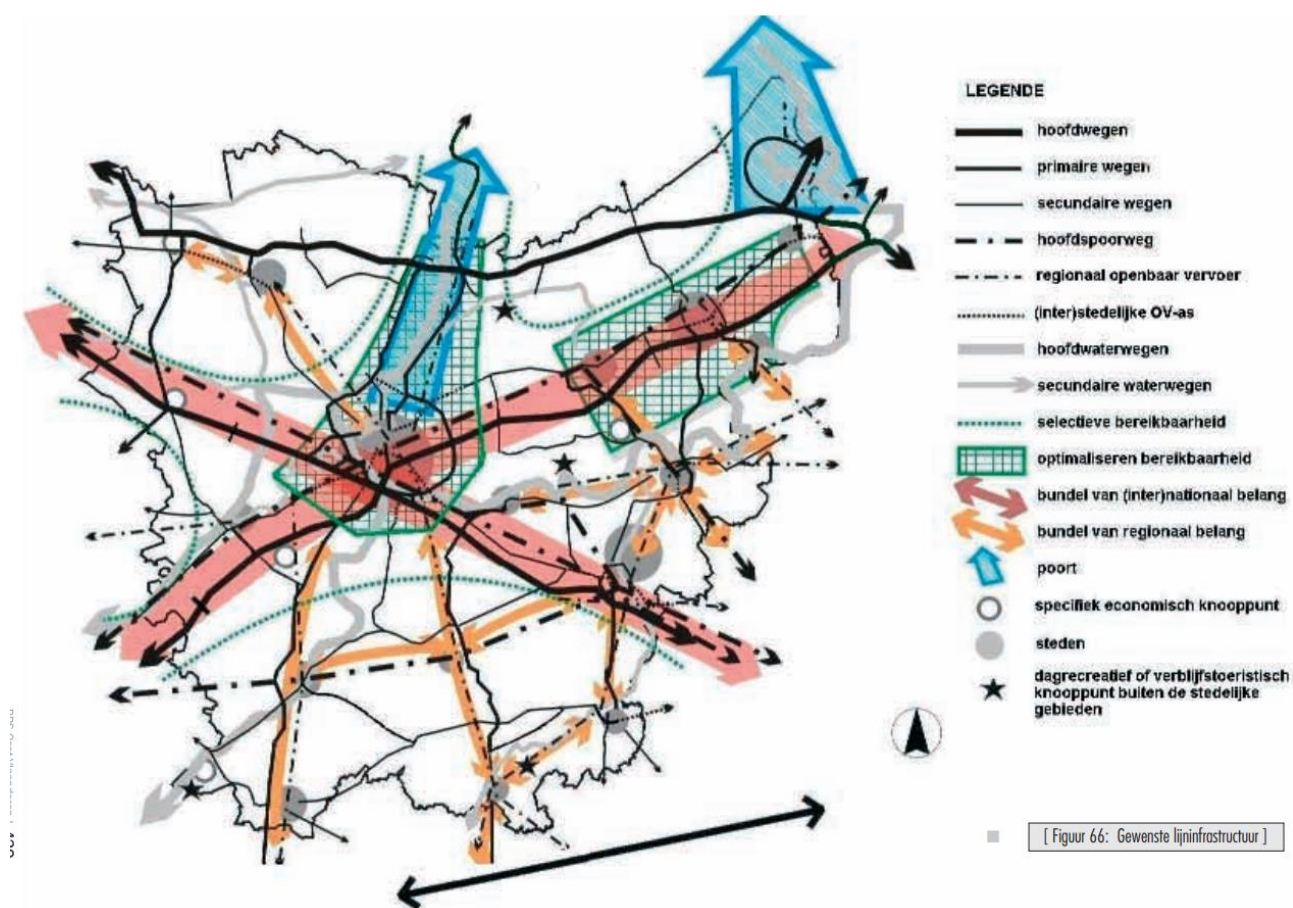 LEGENDE
hoofdwegen
primaire wegen
secundaire wegen
hoofdspoorweg
regionaal openbaar vervoer
(inter)stedelijke OV-as
hoofdwaterwegen
secundaire waterwegen
selectieve bereikbaarheid
optimaliseren bereikbaarheid
bundel van (inter)nationaal belang
bundel van regionaal belang
poort
specifiek economisch knooppunt
steden
dagrecreatief of verblijfstoeristisch
knooppunt buiten de stedelijke
gebieden
[ Figuur 66: Gewenste lijninfrastructuur ]